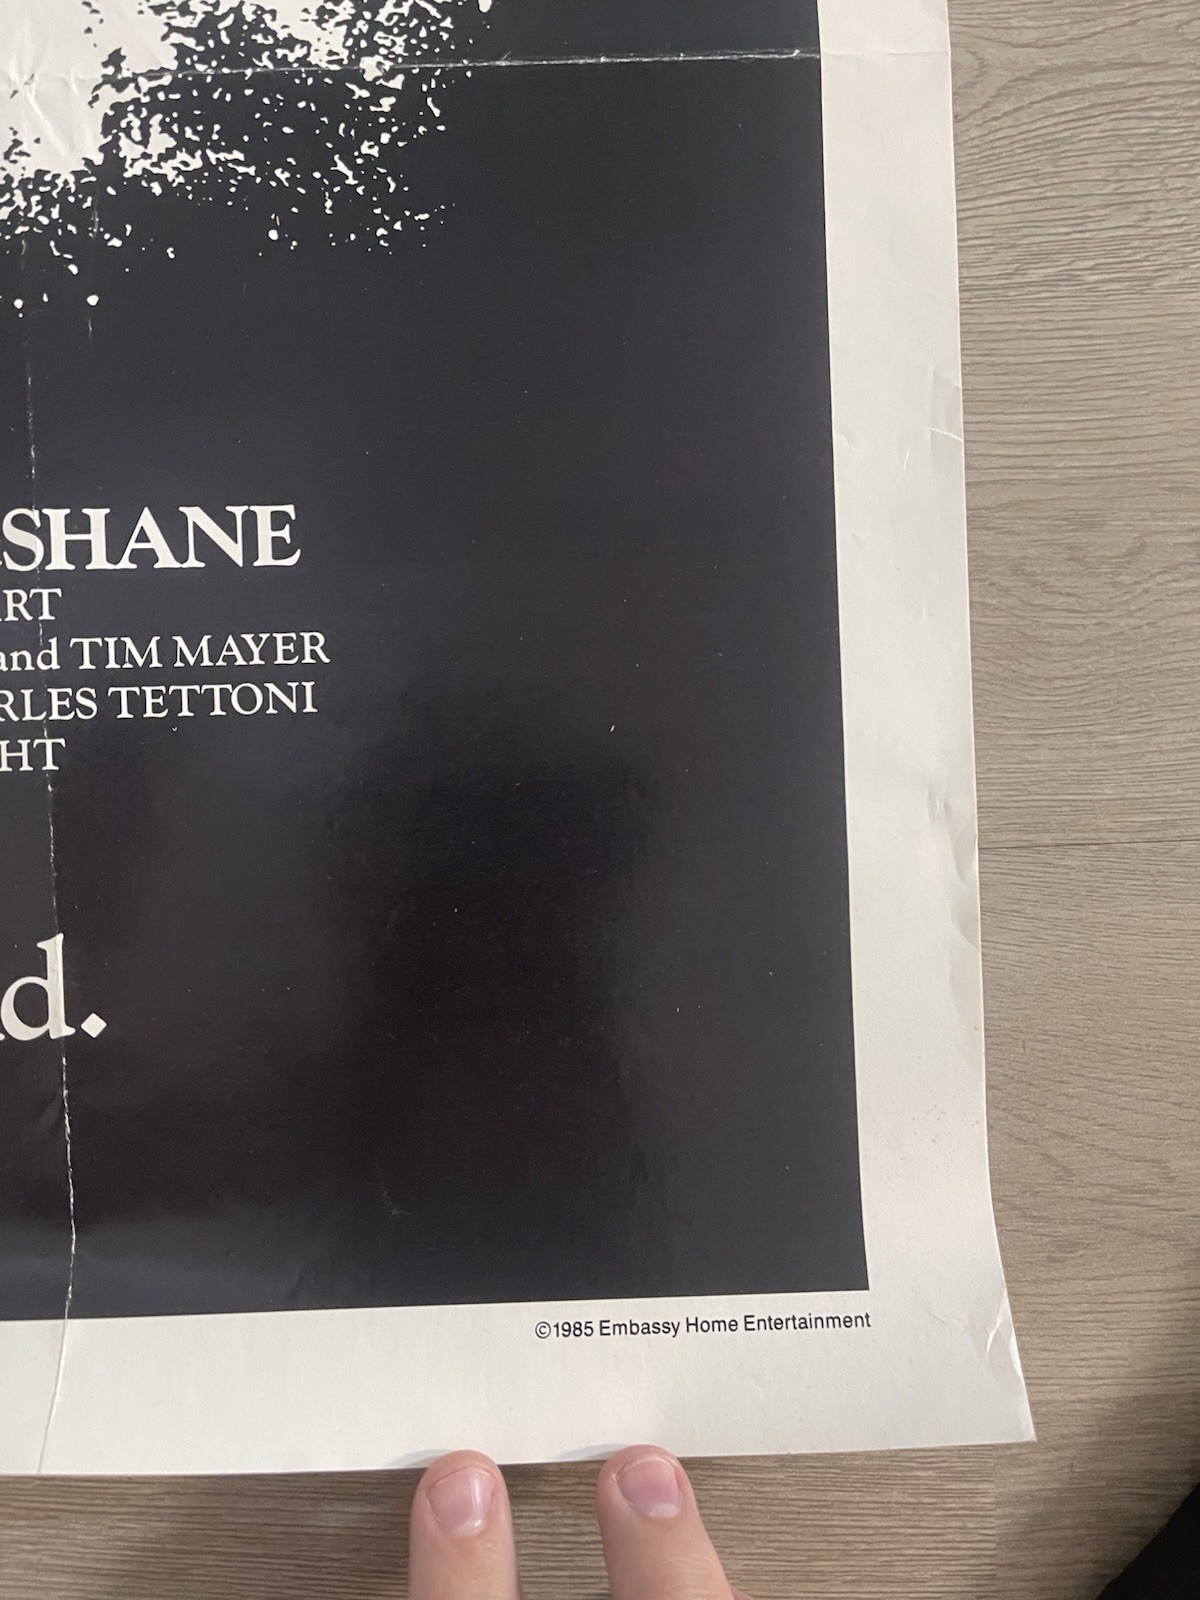 SHANE
RT
and TIM MAYER
RLES TETTONI
HT
d.
©1985 Embassy Home Entertainment